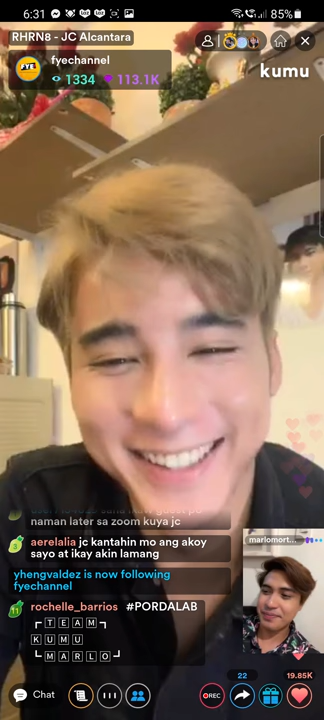 6:31 85%
RHRN8 - JC Alcantara
fyechannel
FYE
1334 113.1K
kumu
naman later sa zoom kuya jc
aerelalia jc kantahin mo ang akoy
sayo at ikay akin lamang
marlomort...
yhengvaldez is now following
fyechannel
rochelle_barrios #PORDALAB
TEAM
KUMU
MARLO
22
19.85K
Chat
REC